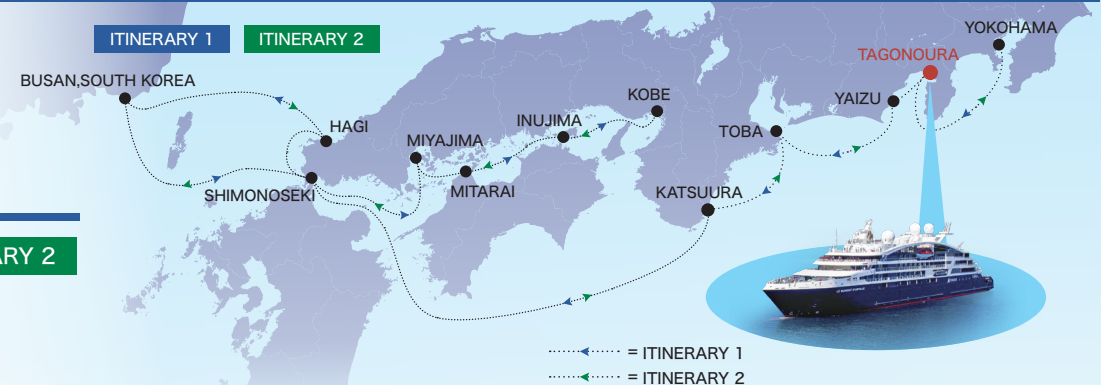 ITINERARY 1
ITINERARY 2
YOKOHAMA
TAGONOURA
BUSAN,SOUTH KOREA
YAIZU
KOBE
INUJIMA
HAGI
TOBA
MIYAJIMA
MITARAI
KATSUURA
SHIMONOSEKI
ARY 2
= ITINERARY 1
= ITINERARY 2